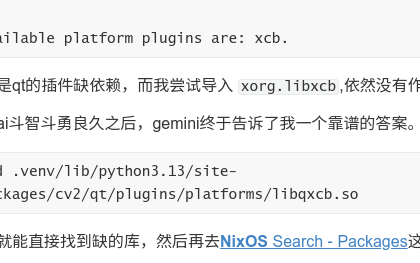 ailable platform plugins are: xcb.
是qt的插件缺依赖，而我尝试导入 xorg.libxcb,依然没有作
ai斗智斗勇良久之后，gemini终于告诉了我一个靠谱的答案。
d .venv/lib/python3.13/site-
ckages/cv2/qt/plugins/platforms/libqxcb.so
就能直接找到缺的库，然后再去NixOS Search - Packages这